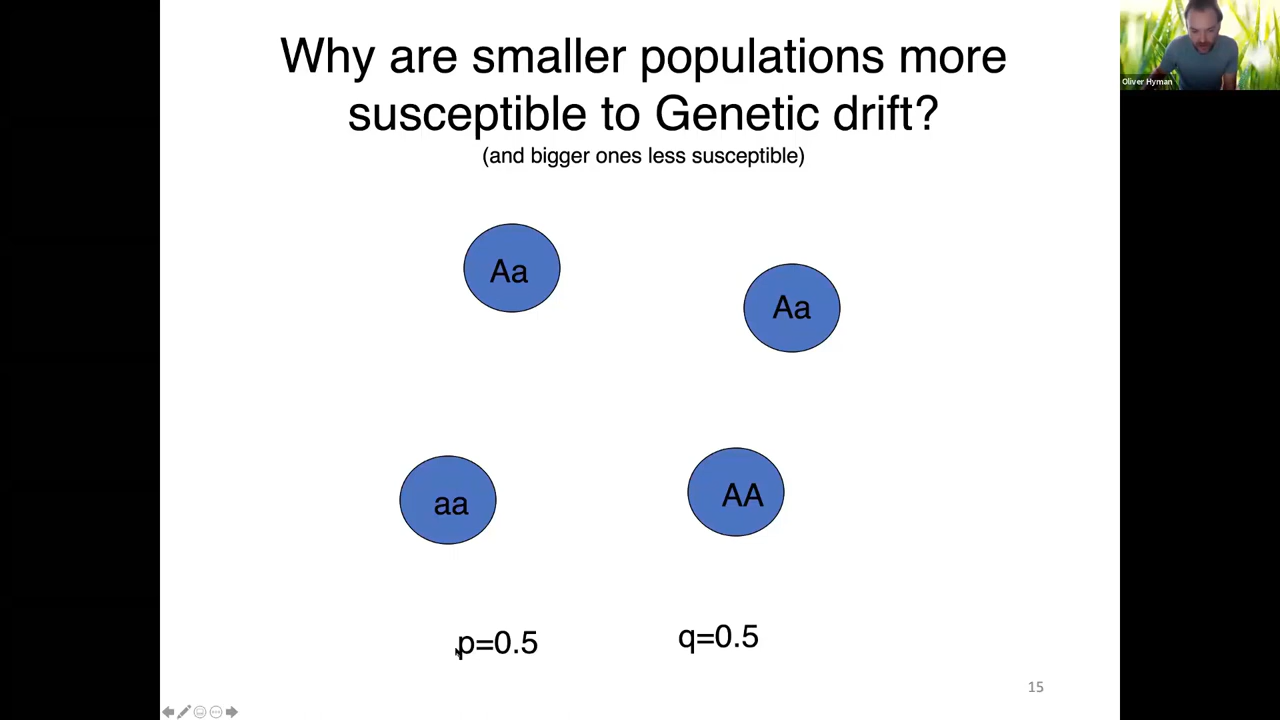 Why are smaller populations more
susceptible to Genetic drift?
(and bigger ones less susceptible)
Oliver Hyman
Aa
Aa
aa
AA
p=0.5
q=0.5
15